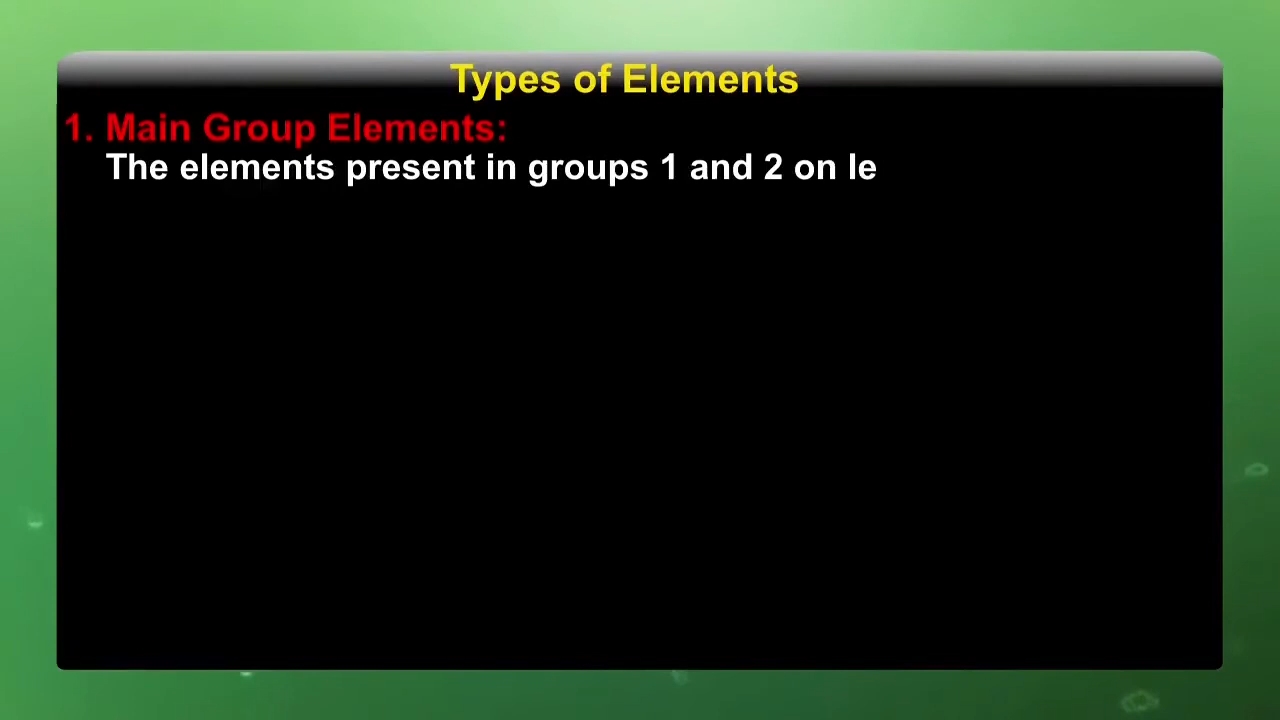 Types of Elements
1. Main Group Elements:
The elements present in groups 1 and 2 on le